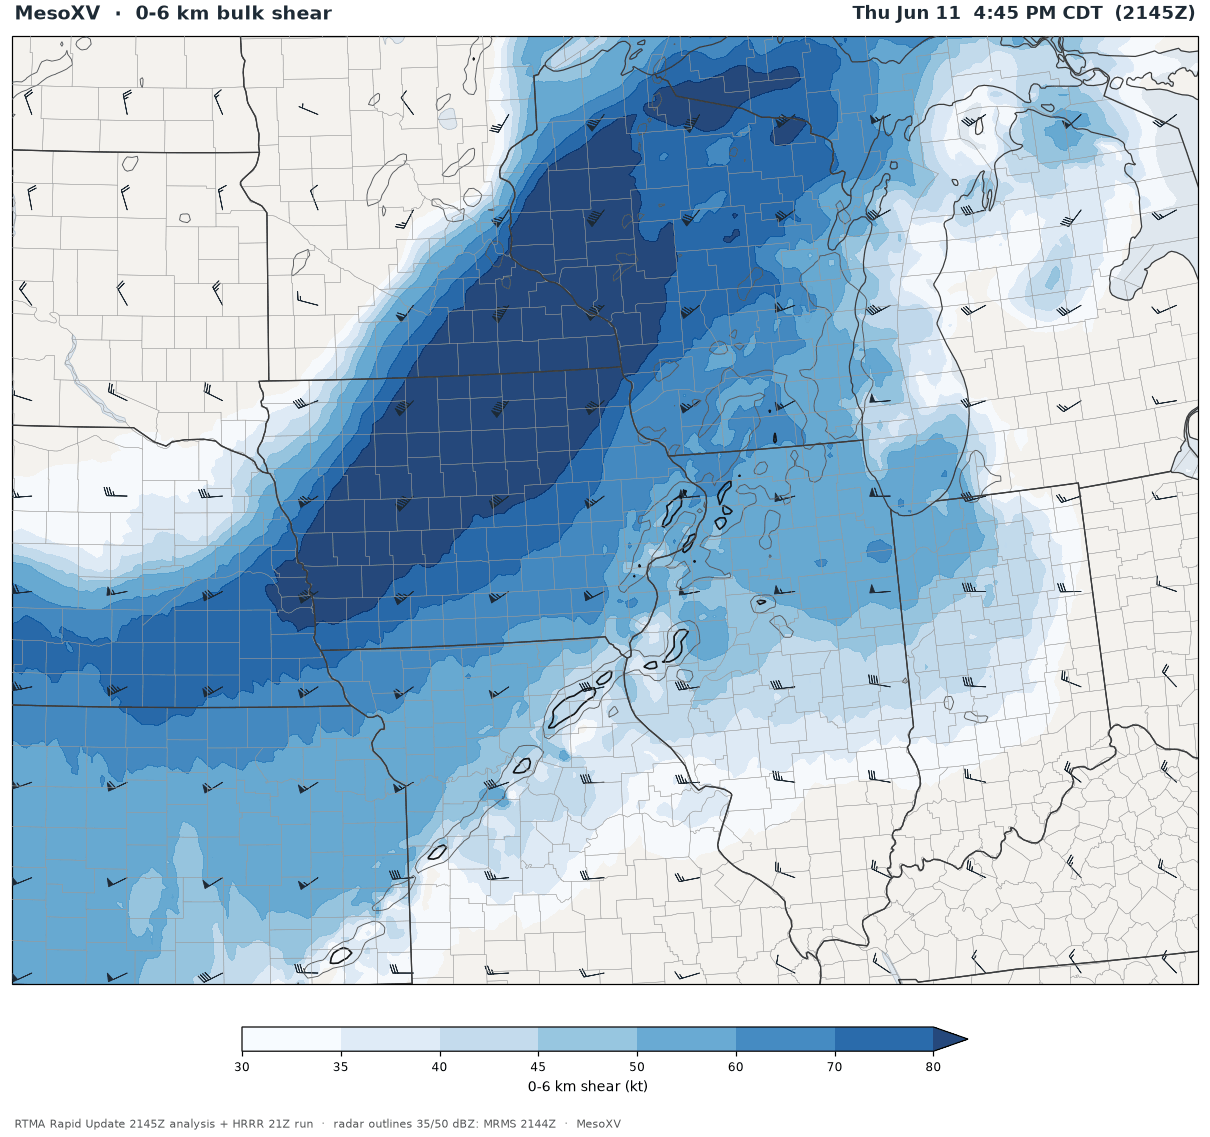 MesoXV · 0-6 km bulk shear
Thu Jun 11 4:45 PM CDT (2145Z)
30 35 40 45 50 60 70 80
0-6 km shear (kt)
RTMA Rapid Update 2145Z analysis + HRRR 21Z run · radar outlines 35/50 dBZ: MRMS 2144Z · MesoXV